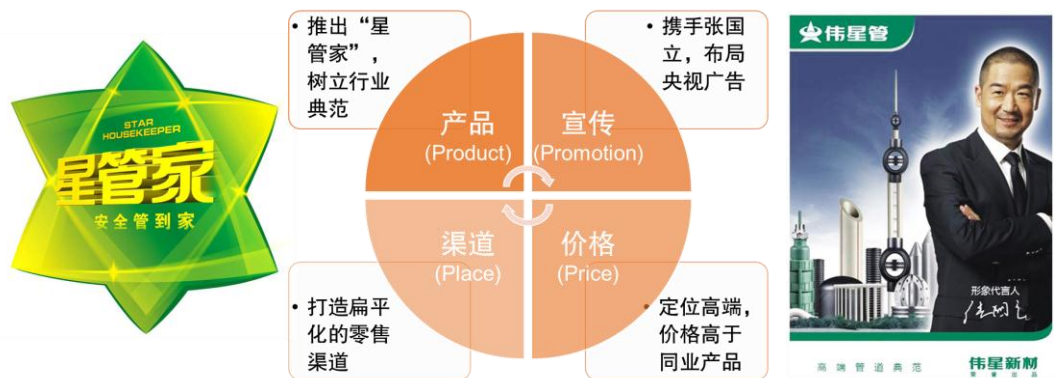 STAR
HOUSEKEEPER
星管家
安全管到家
• 推出“星
管家”，
树立行业
典范
• 携手张国
立，布局
央视广告
产品
(Product)
宣传
(Promotion)
渠道
(Place)
价格
(Price)
• 打造扁平
化的零售
渠道
• 定位高端，
价格高于
同业产品
伟星管
形象代言人
高端管道典范
伟星新材